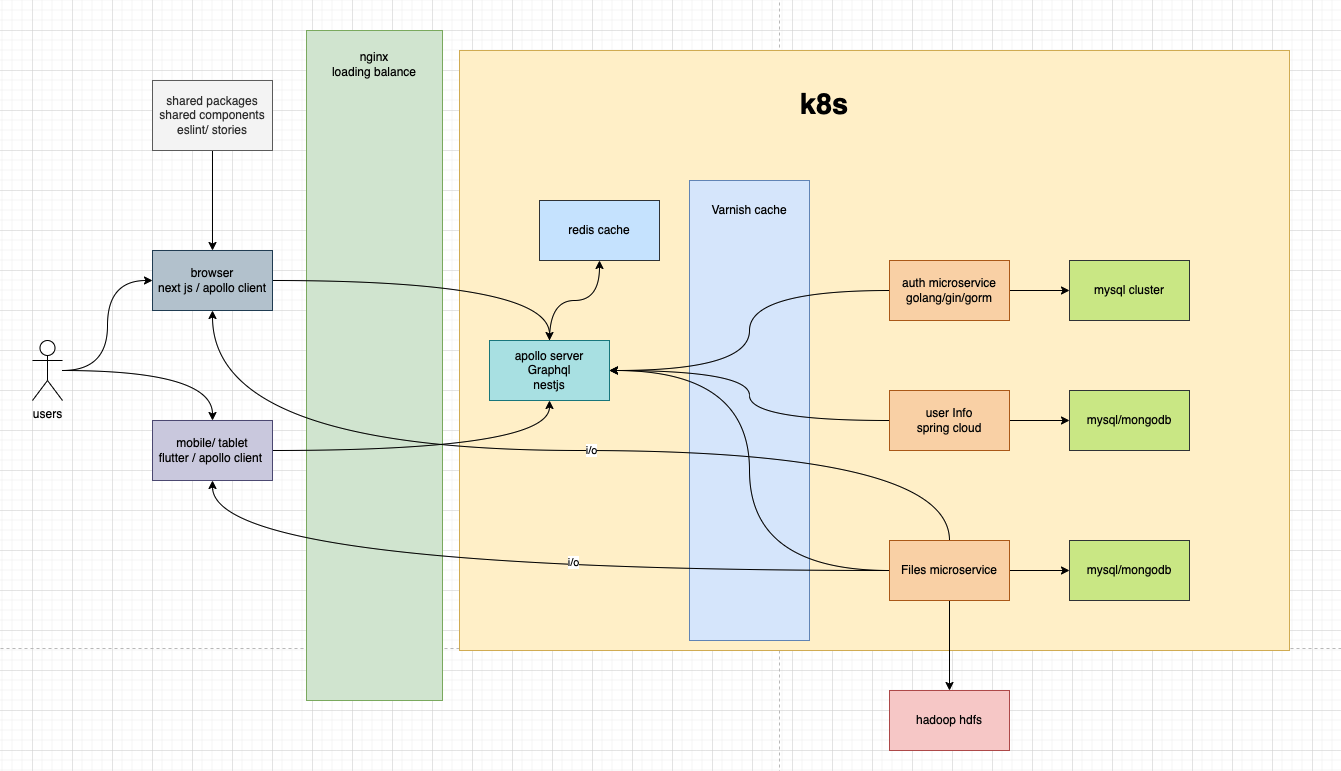 nginx
loading balance
k8s
shared packages
shared components
eslint/ stories
Varnish cache
redis cache
browser
next js / apollo client
auth microservice
golang/gin/gorm
mysql cluster
apollo server
Graphql
nestjs
users
user Info
spring cloud
mysql/mongodb
mobile/ tablet
flutter / apollo client
i/o
i/o
Files microservice
mysql/mongodb
hadoop hdfs